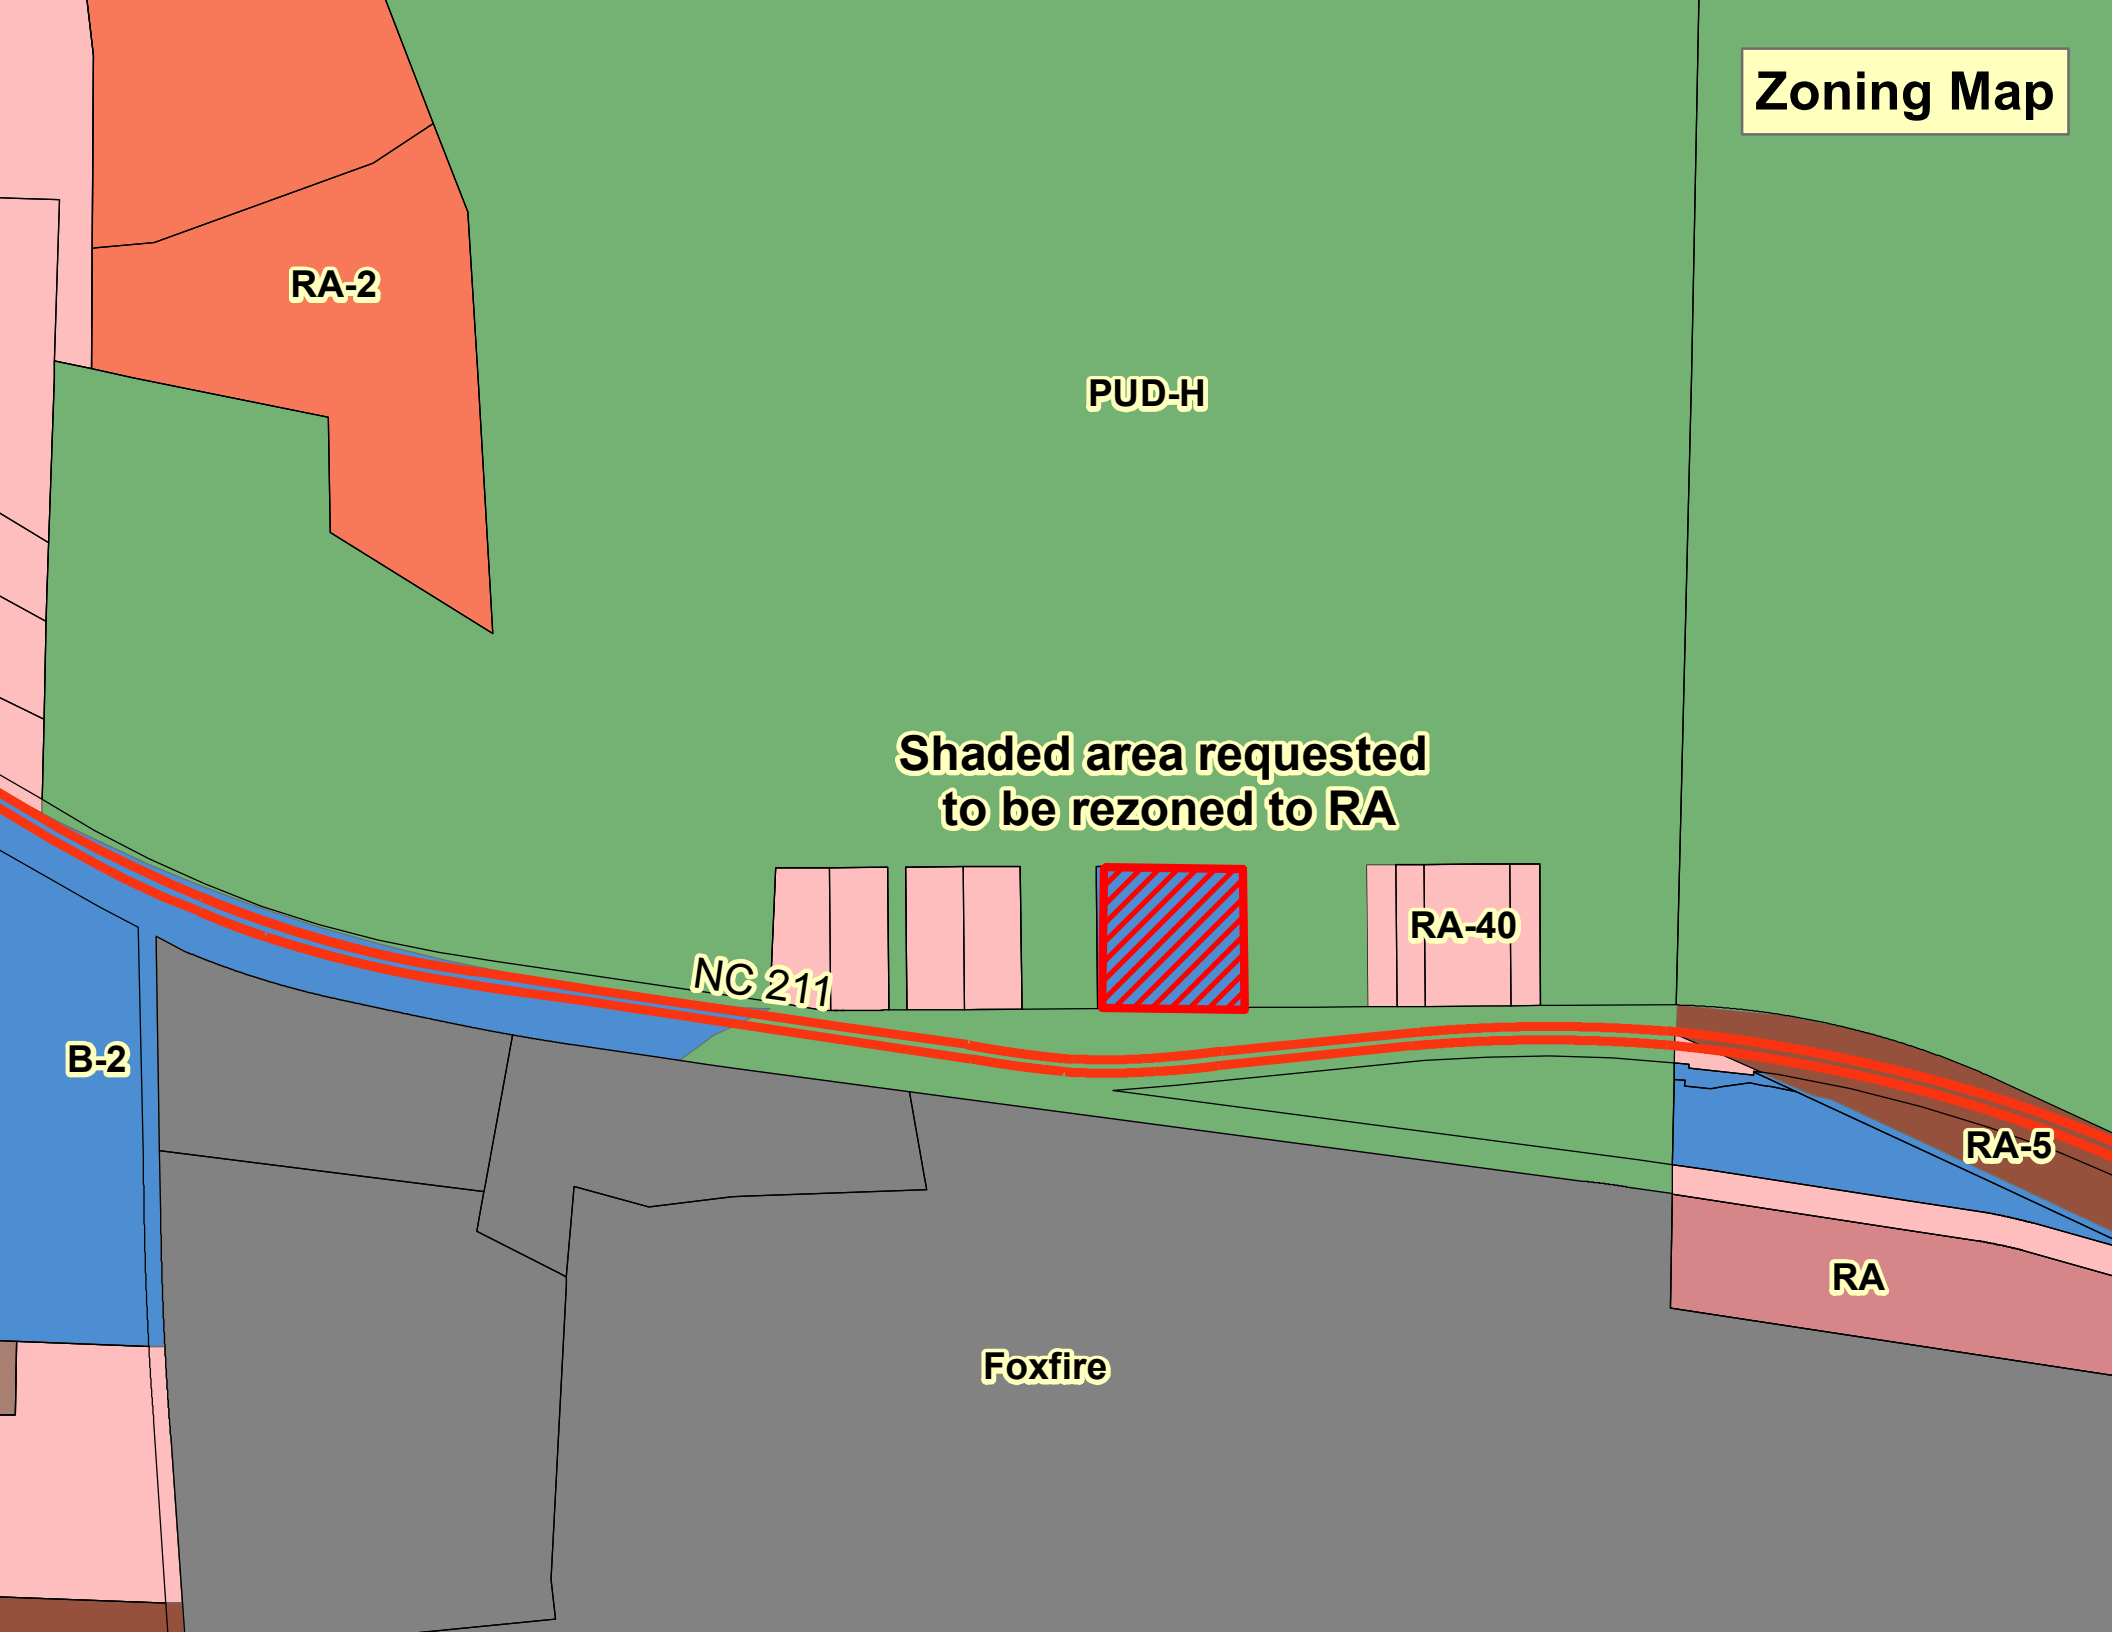 Zoning Map
RA-2
PUD-H
Shaded area requested
to be rezoned to RA
RA-40
NC 211
B-2
RA-5
RA
Foxfire